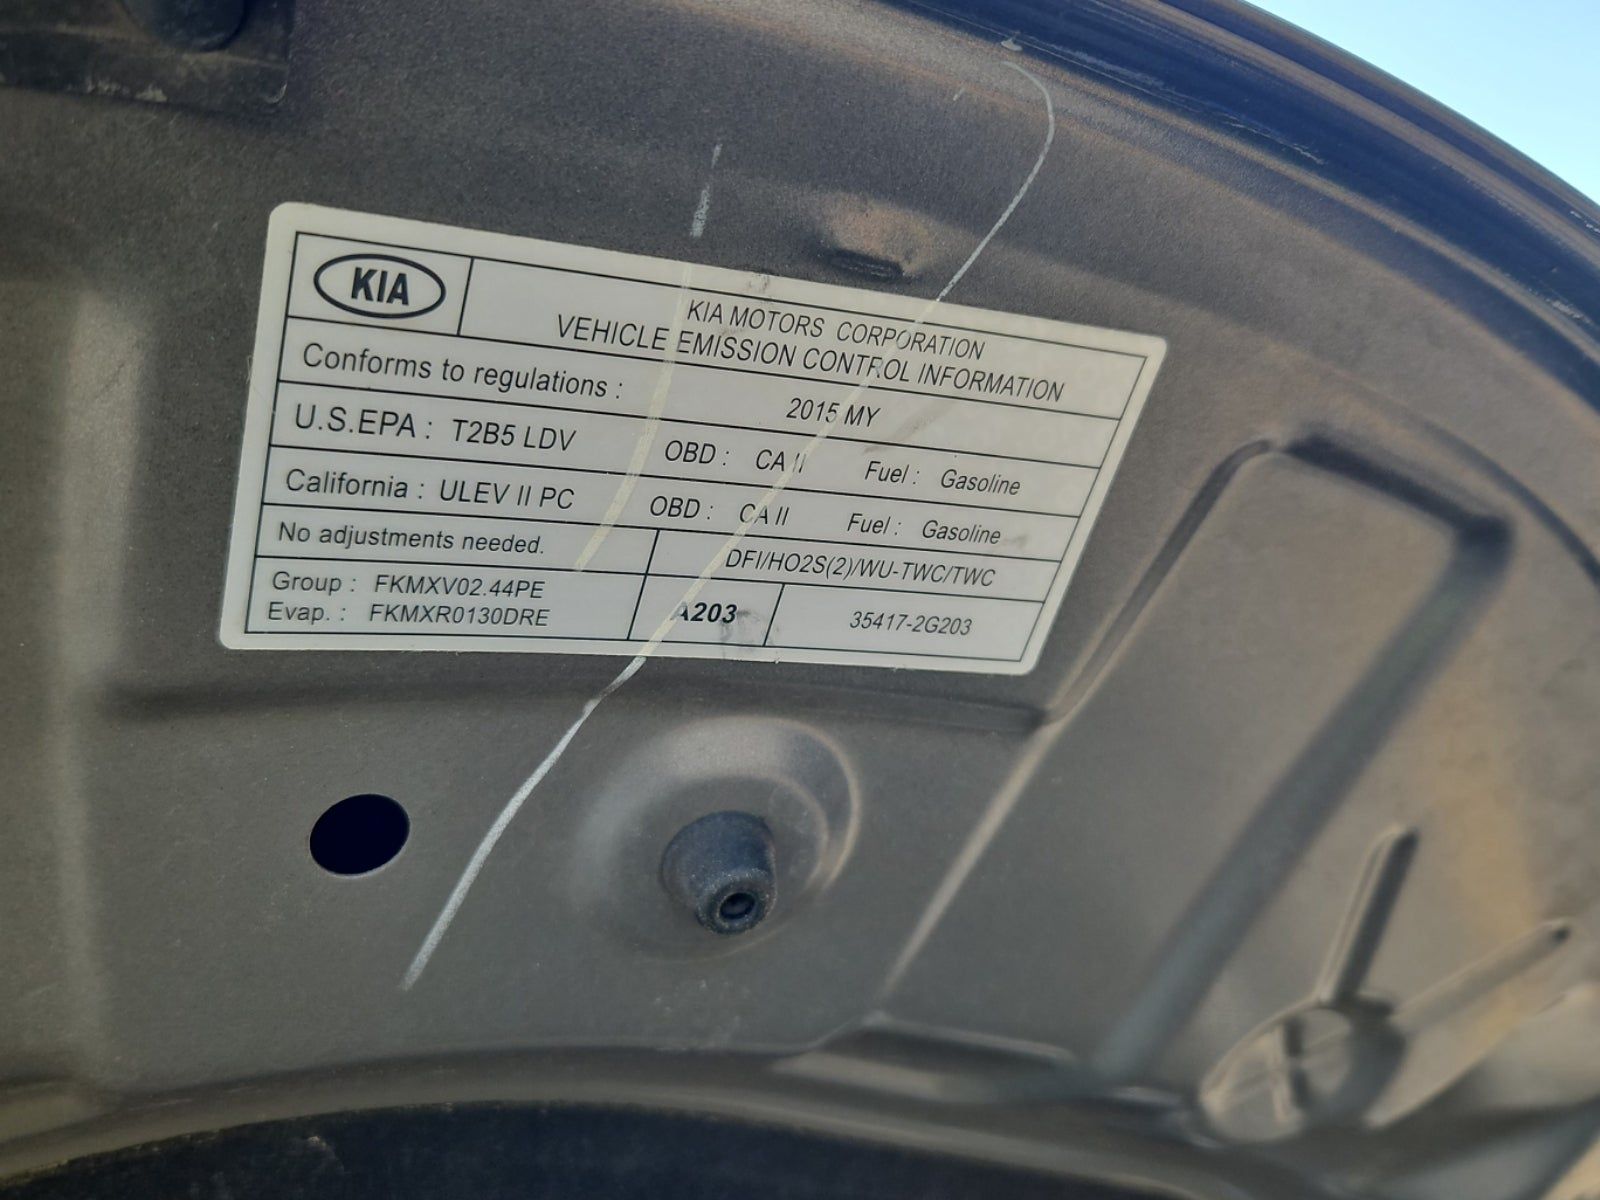 KIA
KIA MOTORS CORPORATION
VEHICLE EMISSION CONTROL INFORMATION
Conforms to regulations : 2015 MY
U.S.EPA : T2B5 LDV OBD : CA II Fuel : Gasoline
California : ULEV II PC OBD : CA II Fuel : Gasoline
No adjustments needed. DFI/HO2S(2)/WU-TWC/TWC
Group : FKMXV02.44PE
Evap. : FKMXR0130DRE
A203
35417-2G203